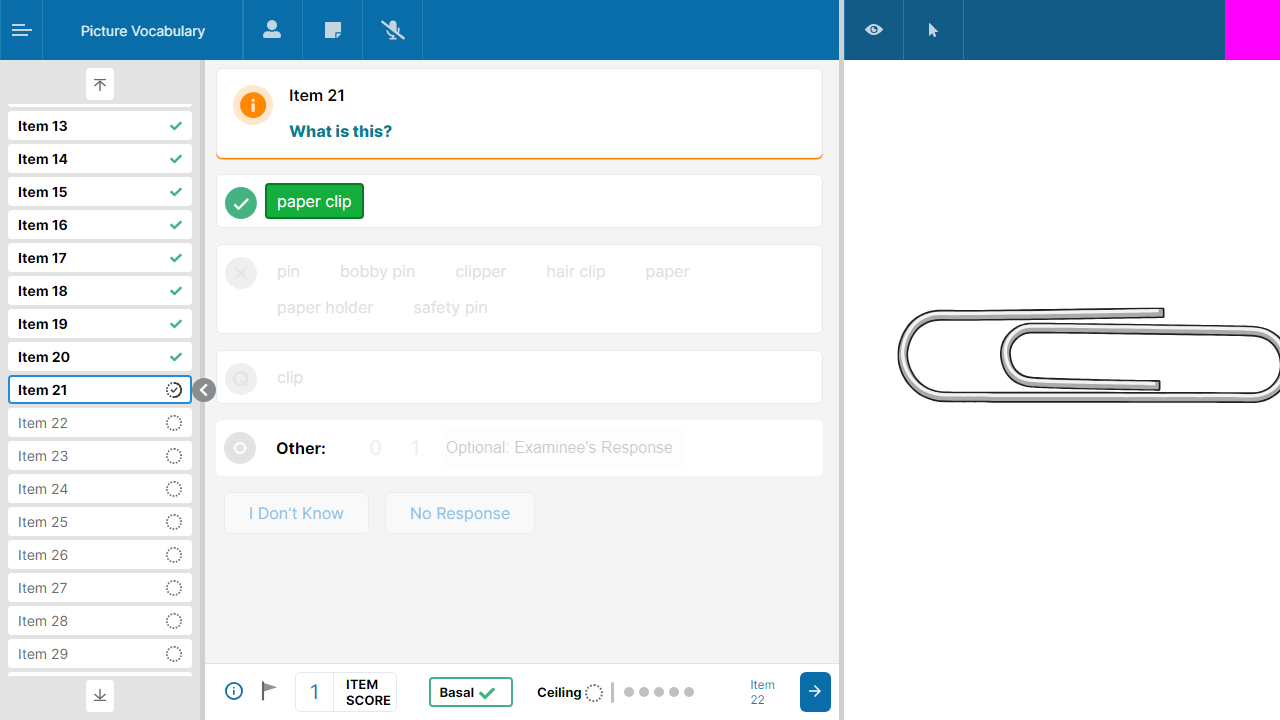 Picture Vocabulary
Item 13
Item 14
Item 15
Item 16
Item 17
Item 18
Item 19
Item 20
Item 21
Item 22
Item 23
Item 24
Item 25
Item 26
Item 27
Item 28
Item 29
Item 21
What is this?
paper clip
pin bobby pin clipper hair clip paper
paper holder safety pin
Q clip
Other: 0 1 Optional: Examinee's Response
I Don’t Know No Response
1 ITEM SCORE
Basal
Ceiling
Item 22